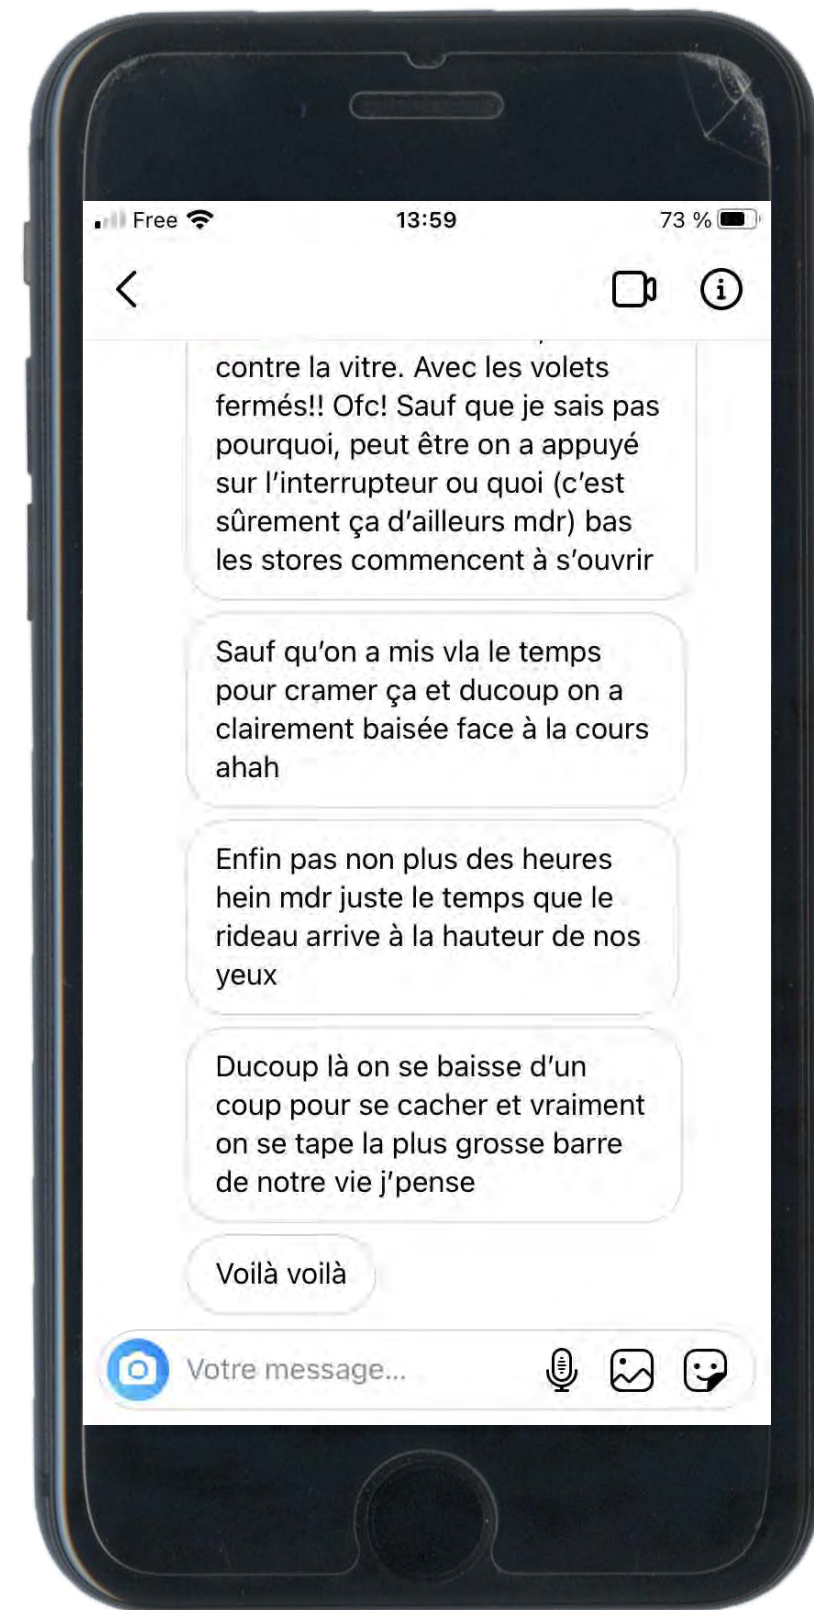 Free
13:59
73 %
contre la vitre. Avec les volets
fermés!! Ofc! Sauf que je sais pas
pourquoi, peut être on a appuyé
sur l'interrupteur ou quoi (c'est
sûrement ça d'ailleurs mdr) bas
les stores commencent à s'ouvrir
Sauf qu'on a mis vla le temps
pour cramer ça et ducoup on a
clairement baisée face à la cours
ahah
Enfin pas non plus des heures
hein mdr juste le temps que le
rideau arrive à la hauteur de nos
yeux
Ducoup là on se baisse d'un
coup pour se cacher et vraiment
on se tape la plus grosse barre
de notre vie j'pense
Voilà voilà
Votre message...